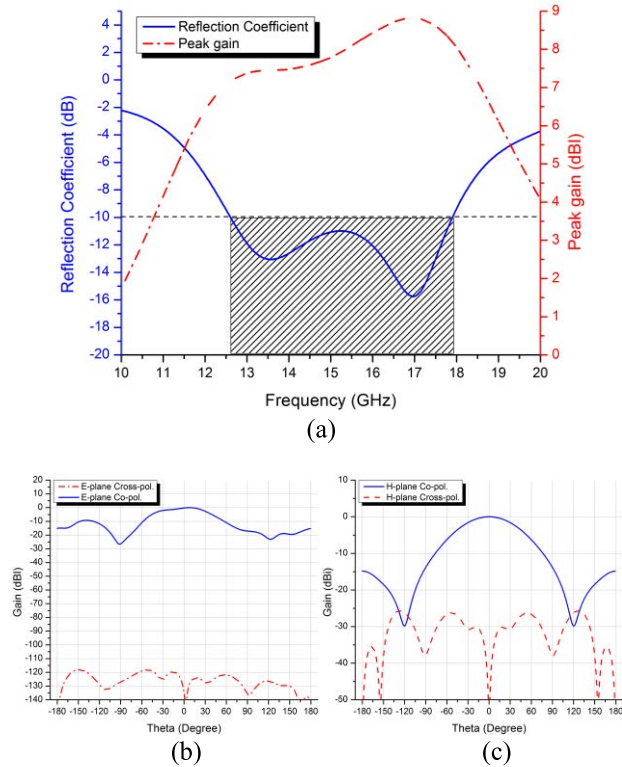 Reflection Coefficient
Peak gain
4
2
0
-2
-4
-6
-8
-10
-12
-14
-16
-18
-20
Reflection Coefficient (dB)
9
8
7
6
5
4
3
2
1
0
Peak gain (dBI)
10 11 12 13 14 15 16 17 18 19 20
Frequency (GHz)
(a)
E-plane Cross-pol.
E-plane Co-pol.
20
10
0
-10
-20
-30
-40
-50
-60
-70
-80
-90
-100
-110
-120
-130
-140
Gain (dBI)
-180 -150 -120 -90 -60 -30 0 30 60 90 120 150 180
Theta (Degree)
(b)
H-plane Co-pol.
H-plane Cross-pol.
10
0
-10
-20
-30
-40
-50
Gain (dBI)
-180 -150 -120 -90 -60 -30 0 30 60 90 120 150 180
Theta (Degree)
(c)